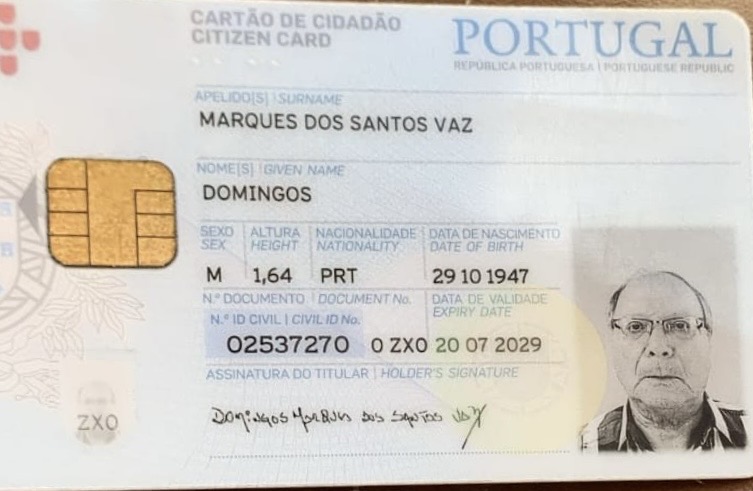 CARTÃO DE CIDADÃO
CITIZEN CARD
PORTUGAL
REPÚBLICA PORTUGUESA | PORTUGUESE REPUBLIC
APELIDO[S] | SURNAME
MARQUES DOS SANTOS VAZ
NOME[S] | GIVEN NAME
DOMINGOS
SEXO ALTURA NACIONALIDADE DATA DE NASCIMENTO
SEX HEIGHT NATIONALITY DATE OF BIRTH
M 1,64 PRT 29 10 1947
N.º DOCUMENTO | DOCUMENT No. DATA DE VALIDADE
N.º ID CIVIL | CIVIL ID No. EXPIRY DATE
02537270 0 ZX0 20 07 2029
ASSINATURA DO TITULAR | HOLDER'S SIGNATURE
Domingos Marques dos Santos Vaz
ZX0